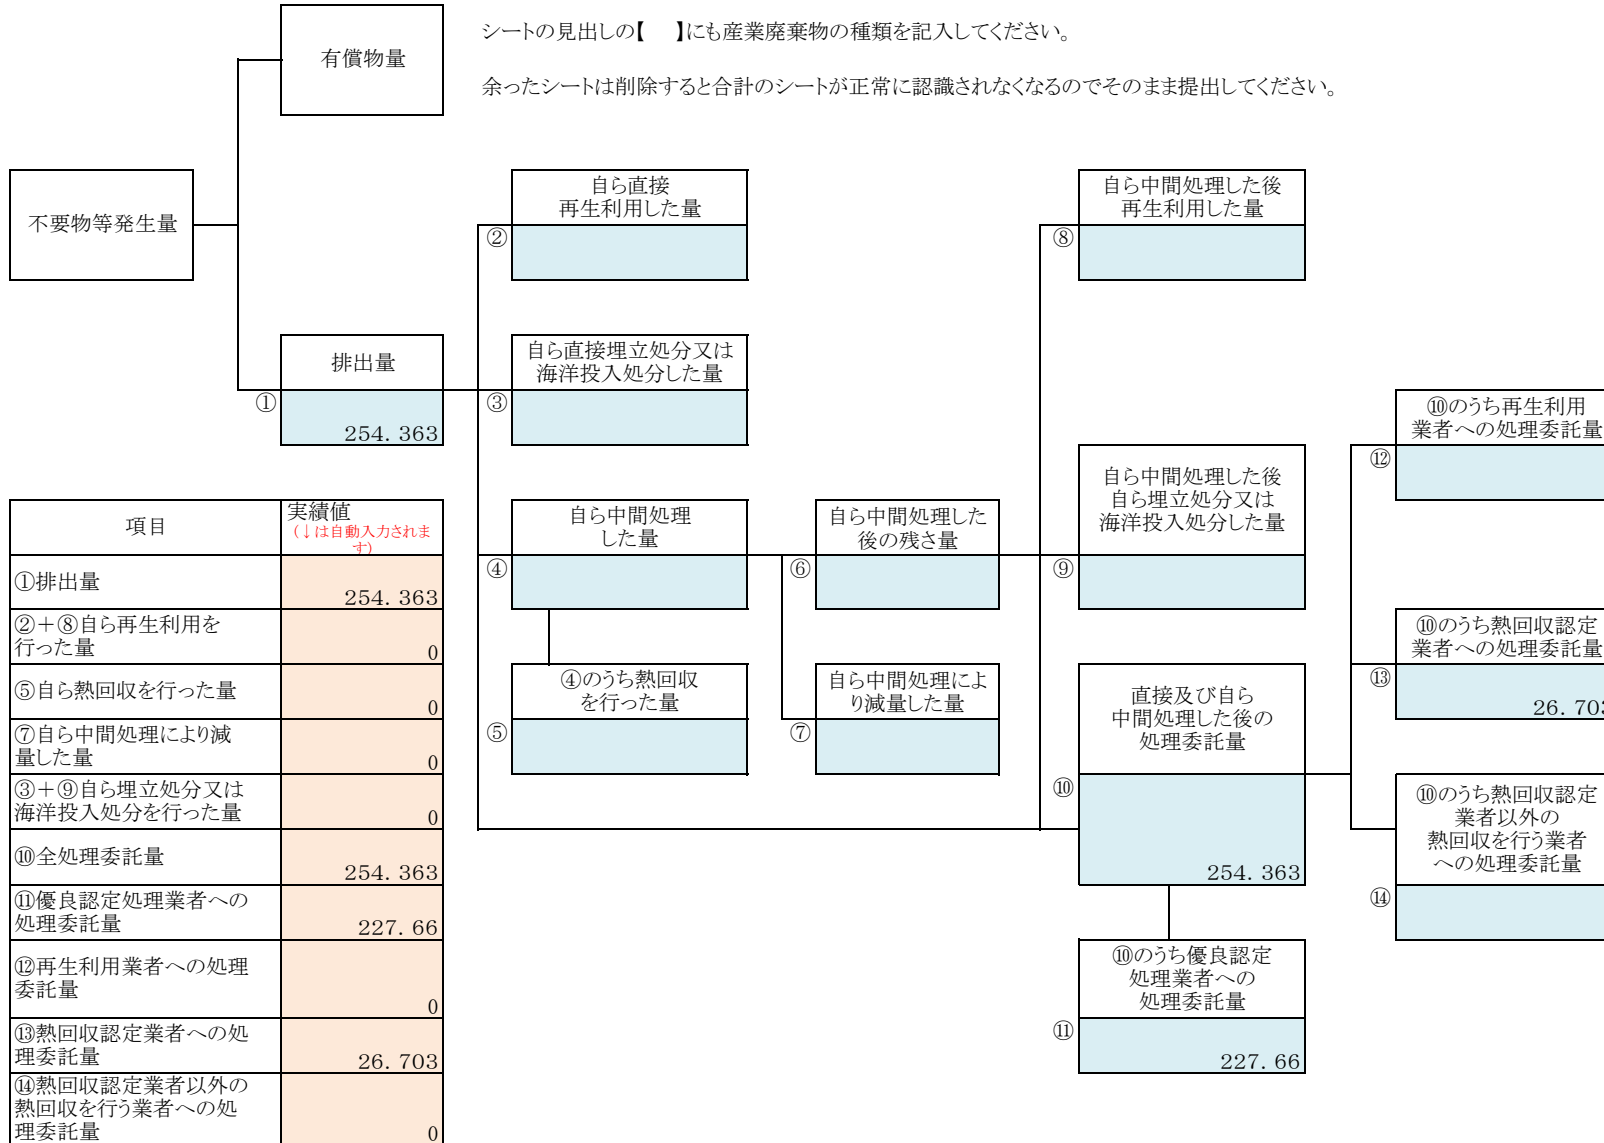 シートの見出しの【　】にも産業廃棄物の種類を記入してください。
余ったシートは削除すると合計のシートが正常に認識されなくなるのでそのまま提出してください。
有償物量
不要物等発生量
自ら直接
再生利用した量
②
自ら中間処理した後
再生利用した量
⑧
排出量
①
254.363
自ら直接埋立処分又は
海洋投入処分した量
③
⑩のうち再生利用
業者への処理委託量
⑫
自ら中間処理
した量
④
自ら中間処理した
後の残さ量
⑥
自ら中間処理した後
自ら埋立処分又は
海洋投入処分した量
⑨
④のうち熱回収
を行った量
⑤
自ら中間処理によ
り減量した量
⑦
直接及び自ら
中間処理した後の
処理委託量
⑩
254.363
⑩のうち熱回収認定
業者への処理委託量
⑬
26.703
⑩のうち熱回収認定
業者以外の
熱回収を行う業者
への処理委託量
⑭
⑩のうち優良認定
処理業者への
処理委託量
⑪
227.66
項目
実績値
(↓は自動入力されま
す)
①排出量
254.363
②+⑧自ら再生利用を
行った量
0
⑤自ら熱回収を行った量
0
⑦自ら中間処理により減
量した量
0
③+⑨自ら埋立処分又は
海洋投入処分を行った量
0
⑩全処理委託量
254.363
⑪優良認定処理業者への
処理委託量
227.66
⑫再生利用業者への処理
委託量
0
⑬熱回収認定業者への処
理委託量
26.703
⑭熱回収認定業者以外の
熱回収を行う業者への処
理委託量
0